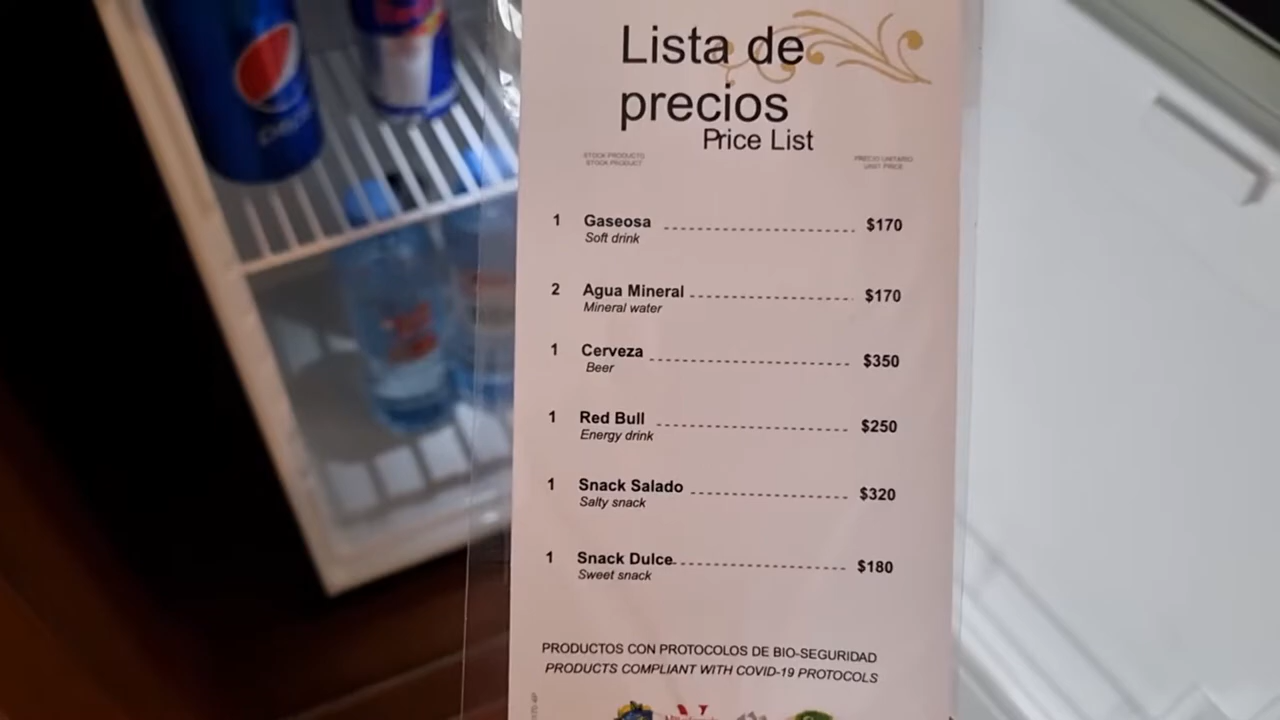 Lista de
precios
Price List
STOCK PRODUCTO
STOCK PRODUCT
PRECIO UNITARIO
UNIT PRICE
1 Gaseosa $170
Soft drink
2 Agua Mineral $170
Mineral water
1 Cerveza $350
Beer
1 Red Bull $250
Energy drink
1 Snack Salado $320
Salty snack
1 Snack Dulce $180
Sweet snack
PRODUCTOS CON PROTOCOLOS DE BIO-SEGURIDAD
PRODUCTS COMPLIANT WITH COVID-19 PROTOCOLS